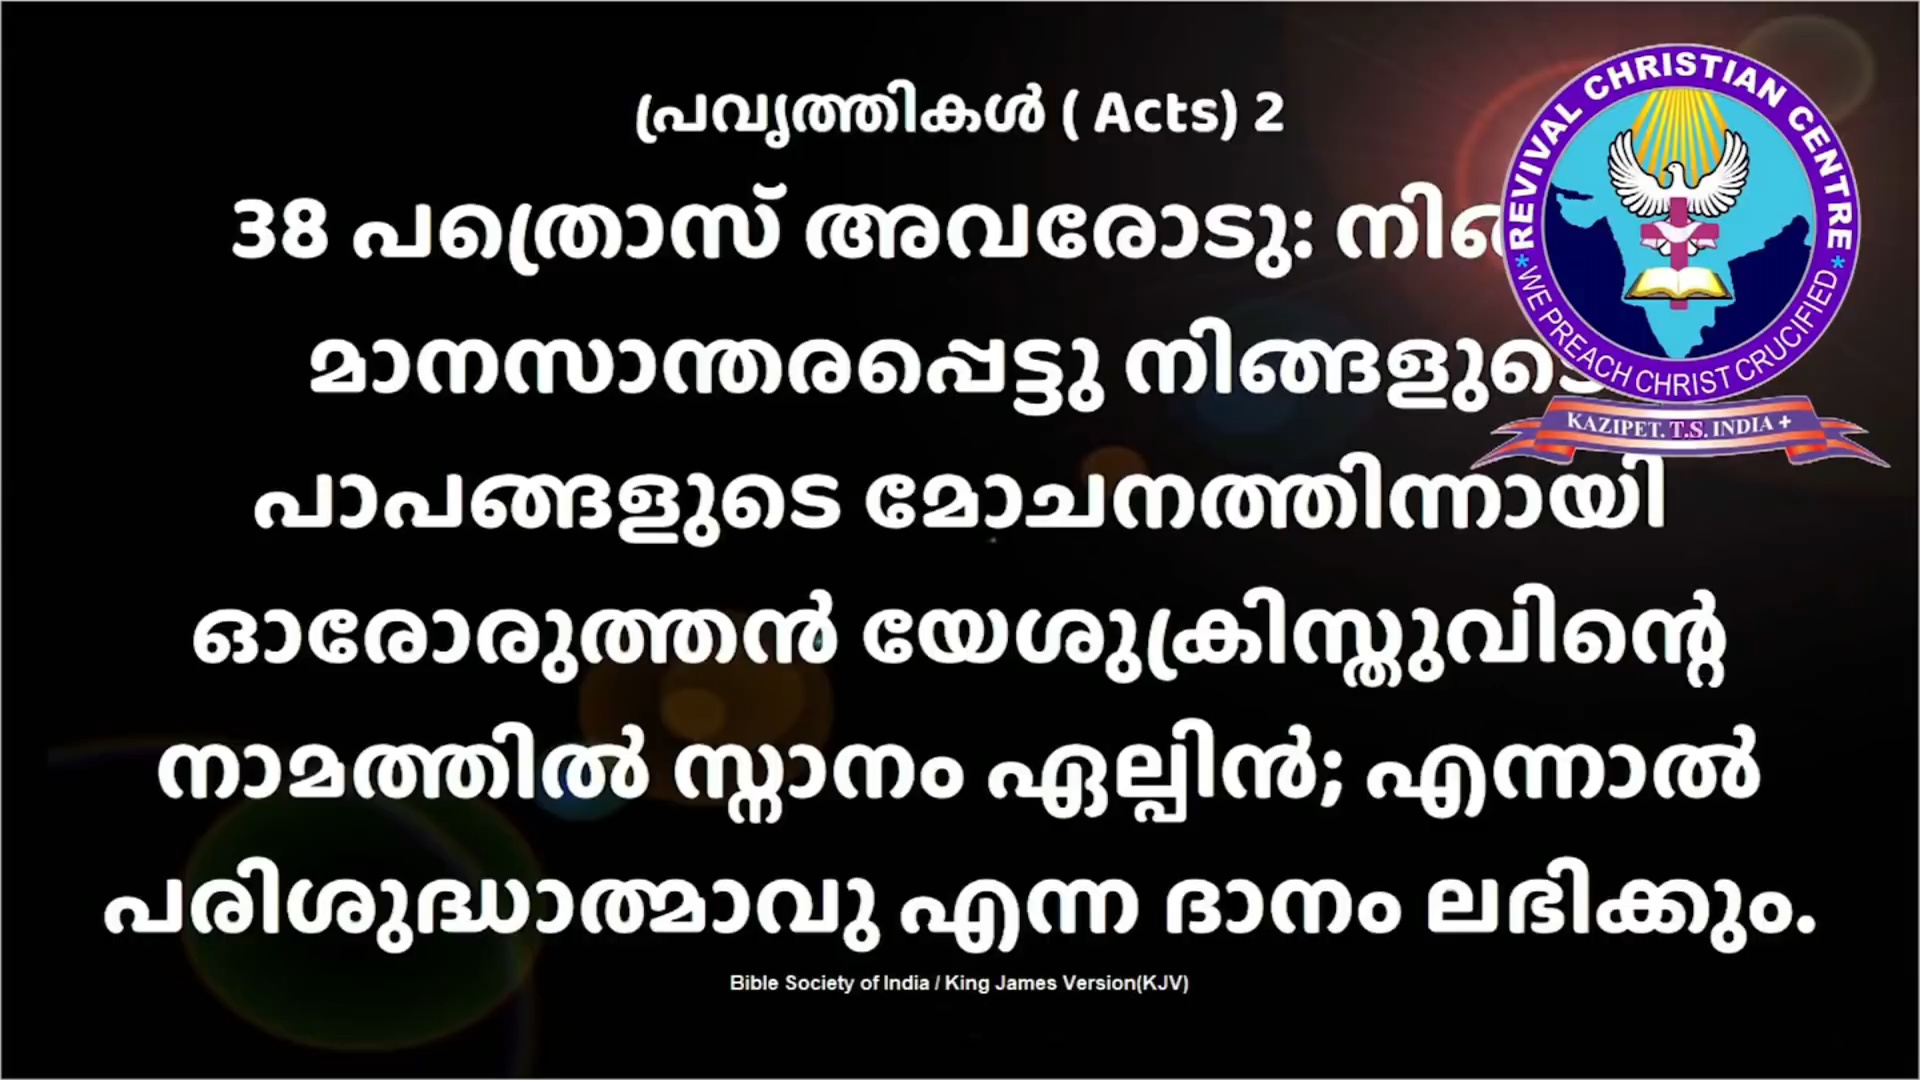 പ്രവൃത്തികൾ ( Acts) 2
38 പത്രൊസ് അവരോടു:
മാനസാന്തരപ്പെട്ടു നിങ്ങളുടെ
പാപങ്ങളുടെ മോചനത്തിന്നായി
ഓരോരുത്തൻ യേശുക്രിസ്തുവിന്റെ
നാമത്തിൽ സ്നാനം ഏല്പിൻ; എന്നാൽ
പരിശുദ്ധാത്മാവു എന്ന ദാനം ലഭിക്കും.
Bible Society of India / King James Version(KJV)
REVIVAL CHRISTIAN CENTRE
* WE PREACH CHRIST CRUCIFIED *
KAZIPET. T.S. INDIA +